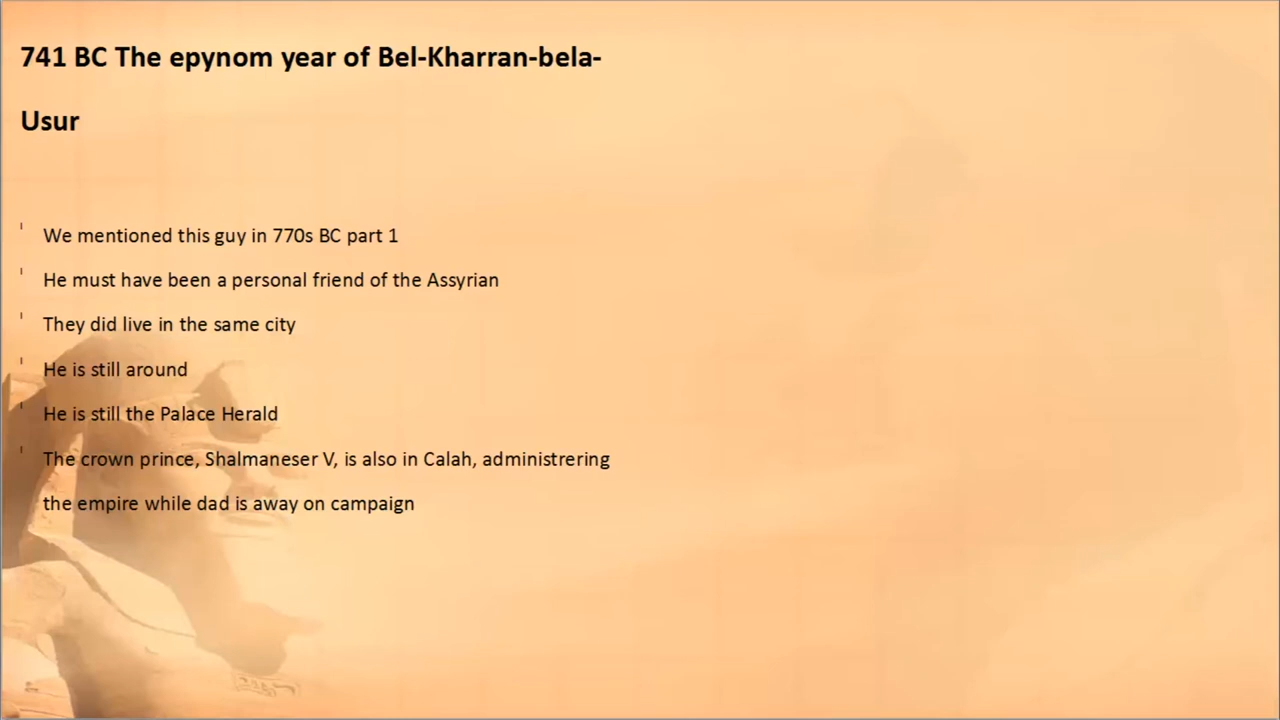 741 BC The epynom year of Bel-Kharran-bela-
Usur
We mentioned this guy in 770s BC part 1
He must have been a personal friend of the Assyrian
They did live in the same city
He is still around
He is still the Palace Herald
The crown prince, Shalmaneser V, is also in Calah, administrering
the empire while dad is away on campaign